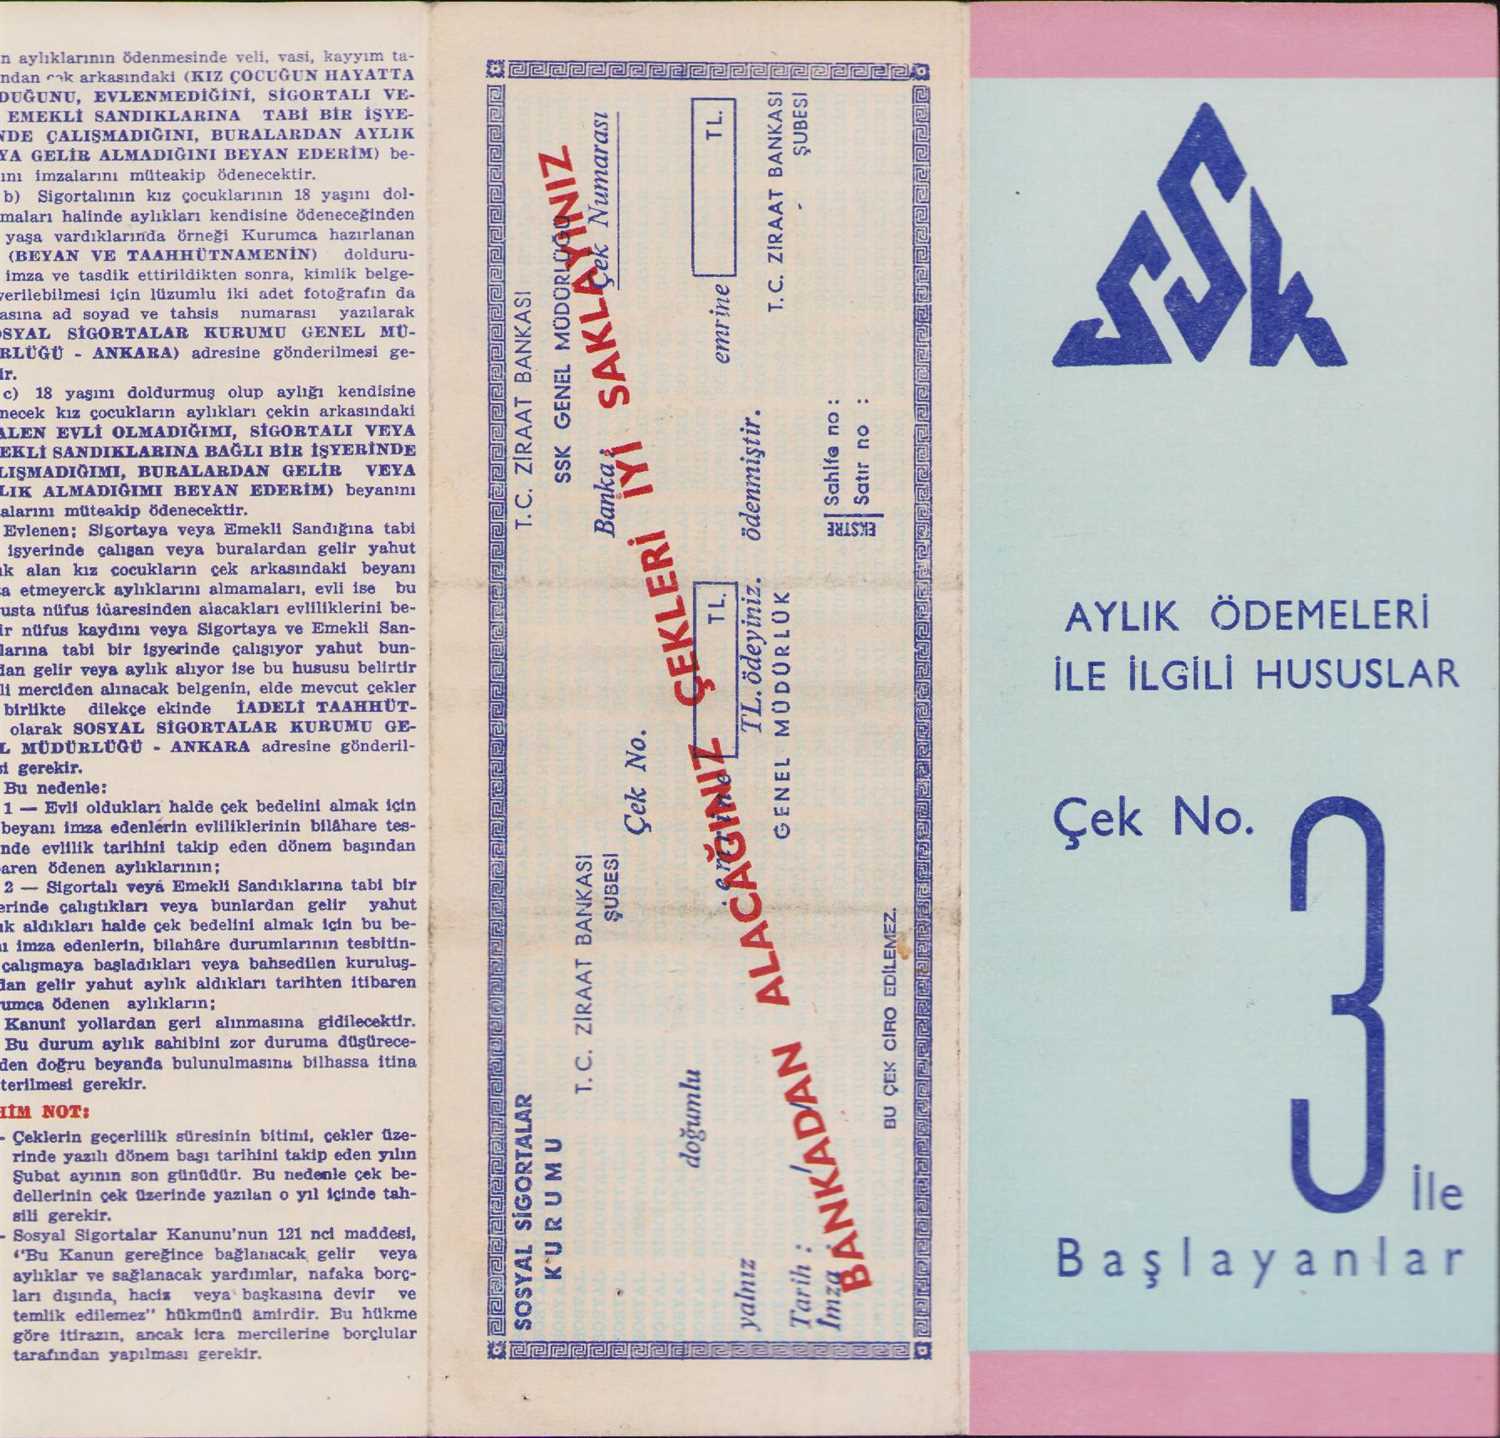 n aylıklarının ödenmesinde veli, vasi, kayyım ta-
ndan çek arkasındaki (KIZ ÇOCUĞUN HAYATTA
DUĞUNU, EVLENMEDİĞİNİ, SİGORTALI VE-
EMEKLİ SANDIKLARINA TABİ BİR İŞYE-
NDE ÇALIŞMADIĞINI, BURALARDAN AYLIK
YA GELİR ALMADIĞINI BEYAN EDERİM) be-
ını imzalarını müteakip ödenecektir.
b) Sigortalının kız çocuklarının 18 yaşını dol-
maları halinde aylıkları kendisine ödeneceğinden
yaşa vardıklarında örneği Kurumca hazırlanan
(BEYAN VE TAAHHÜTNAMENİN) dolduru-
imza ve tasdik ettirildikten sonra, kimlik belge-
verilebilmesi için lüzumlu iki adet fotoğrafın da
asına ad soyad ve tahsis numarası yazılarak
OSYAL SİGORTALAR KURUMU GENEL MÜ-
RLÜĞÜ - ANKARA) adresine gönderilmesi ge-
ir.
c) 18 yaşını doldurmuş olup aylığı kendisine
necek kız çocukların aylıkları çekin arkasındaki
ALEN EVLİ OLMADIĞIMI, SİGORTALI VEYA
EKLİ SANDIKLARINA BAĞLI BİR İŞYERİNDE
LIŞMADIĞIMI, BURALARDAN GELİR VEYA
LIK ALMADIĞIMI BEYAN EDERİM) beyanını
alarını müteakip ödenecektir.
Evlenen; Sigortaya veya Emekli Sandığına tabi
işyerinde çalışan veya buralardan gelir yahut
ık alan kız çocukların çek arkasındaki beyanı
a etmeyerek aylıklarını almamaları, evli ise bu
usta nüfus idaresinden alacakları evliliklerini be-
ir nüfus kaydını veya Sigortaya ve Emekli San-
larına tabi bir işyerinde çalışıyor yahut bun-
dan gelir veya aylık alıyor ise bu hususu belirtir
li merciden alınacak belgenin, elde mevcut çekler
birlikte dilekçe ekinde İADELİ TAAHHÜT-
olarak SOSYAL SİGORTALAR KURUMU GE-
L MÜDÜRLÜĞÜ - ANKARA adresine gönderil-
si gerekir.
Bu nedenle:
1 — Evli oldukları halde çek bedelini almak için
beyanı imza edenlerin evliliklerinin bilâhare tes-
nde evlilik tarihini takip eden dönem başından
aren ödenen aylıklarının;
2 — Sigortalı veya Emekli Sandıklarına tabi bir
erinde çalıştıkları veya bunlardan gelir yahut
ık aldıkları halde çek bedelini almak için bu be-
ı imza edenlerin, bilahâre durumlarının tesbitin-
çalışmaya başladıkları veya bahsedilen kuruluş-
dan gelir yahut aylık aldıkları tarihten itibaren
rumca ödenen aylıkların;
Kanuni yollardan geri alınmasına gidilecektir.
Bu durum aylık sahibini zor duruma düşürece-
den doğru beyanda bulunulmasına bilhassa itina
terilmesi gerekir.
HİM NOT:
- Çeklerin geçerlilik süresinin bitimi, çekler üze-
rinde yazılı dönem başı tarihini takip eden yılın
Şubat ayının son günüdür. Bu nedenle çek be-
dellerinin çek üzerinde yazılan o yıl içinde tah-
sili gerekir.
- Sosyal Sigortalar Kanunu'nun 121 nci maddesi,
"Bu Kanun gereğince bağlanacak gelir veya
aylıklar ve sağlanacak yardımlar, nafaka borç-
ları dışında, haciz veya başkasına devir ve
temlik edilemez" hükmünü amirdir. Bu hükme
göre itirazın, ancak icra mercilerine borçlular
tarafından yapılması gerekir.
SOSYAL SİGORTALAR
KURUMU
T.C. ZİRAAT BANKASI
SSK GENEL MÜDÜRLÜĞÜ
T.C. ZİRAAT BANKASI
ŞUBESİ
Banka
Çek Numarası
Çek No.
doğumlu
emrine
TL.
emrine
TL.
yalnız
TL. ödeyiniz.
ödenmiştir.
GENEL MÜDÜRLÜK
T.C. ZİRAAT BANKASI
ŞUBESİ
Tarih :
İmza
EKSTRE
Sahife no :
Satır no :
BU ÇEK CİRO EDİLEMEZ.
BANKADAN ALACAĞINIZ ÇEKLERİ İYİ SAKLAYINIZ
SSK
AYLIK ÖDEMELERİ
İLE İLGİLİ HUSUSLAR
Çek No. 3 İle
Başlayanlar